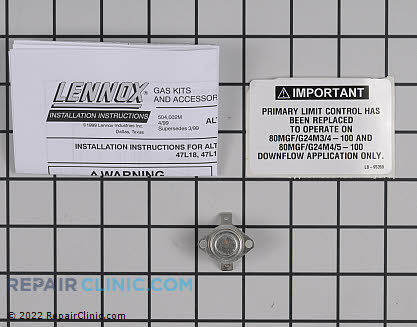 LENNOX
INSTALLATION INSTRUCTIONS
©1999 Lennox Industries Inc.
Dallas, Texas
GAS KITS
AND ACCESSOR
504,002M
4/99
Supersedes 3/99
AL
INSTALLATION INSTRUCTIONS FOR ALT
47L18, 47L1
WARNING
IMPORTANT
PRIMARY LIMIT CONTROL HAS
BEEN REPLACED
TO OPERATE ON
80MGF/G24M3/4-100 AND
80MGF/G24M4/5-100
DOWNFLOW APPLICATION ONLY.
REPAIR CLINIC.COM
© 2022 RepairClinic.com